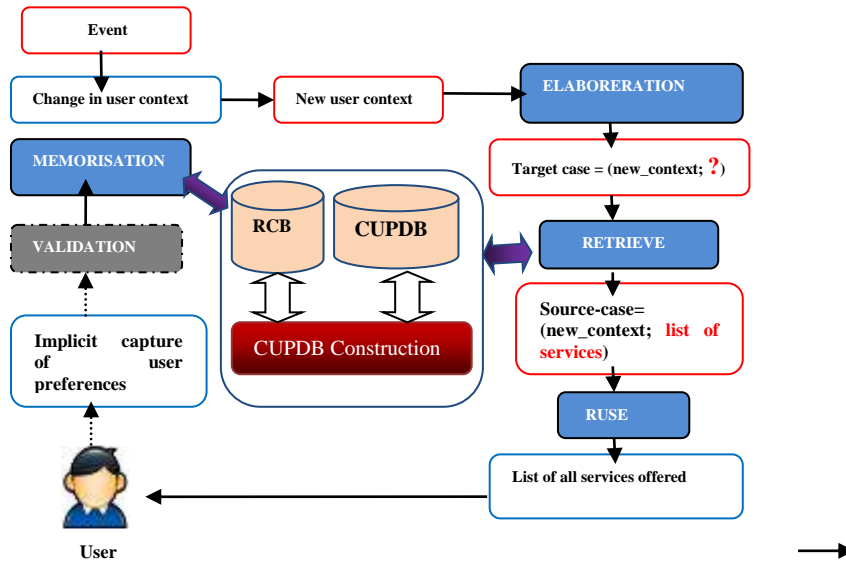 Event
Change in user context
New user context
ELABORERATION
Target case = (new_context; ?)
MEMORISATION
RCB
CUPDB
VALIDATION
RETRIEVE
Source-case=
(new_context; list of
services)
CUPDB Construction
Implicit capture
of user
preferences
RUSE
List of all services offered
User